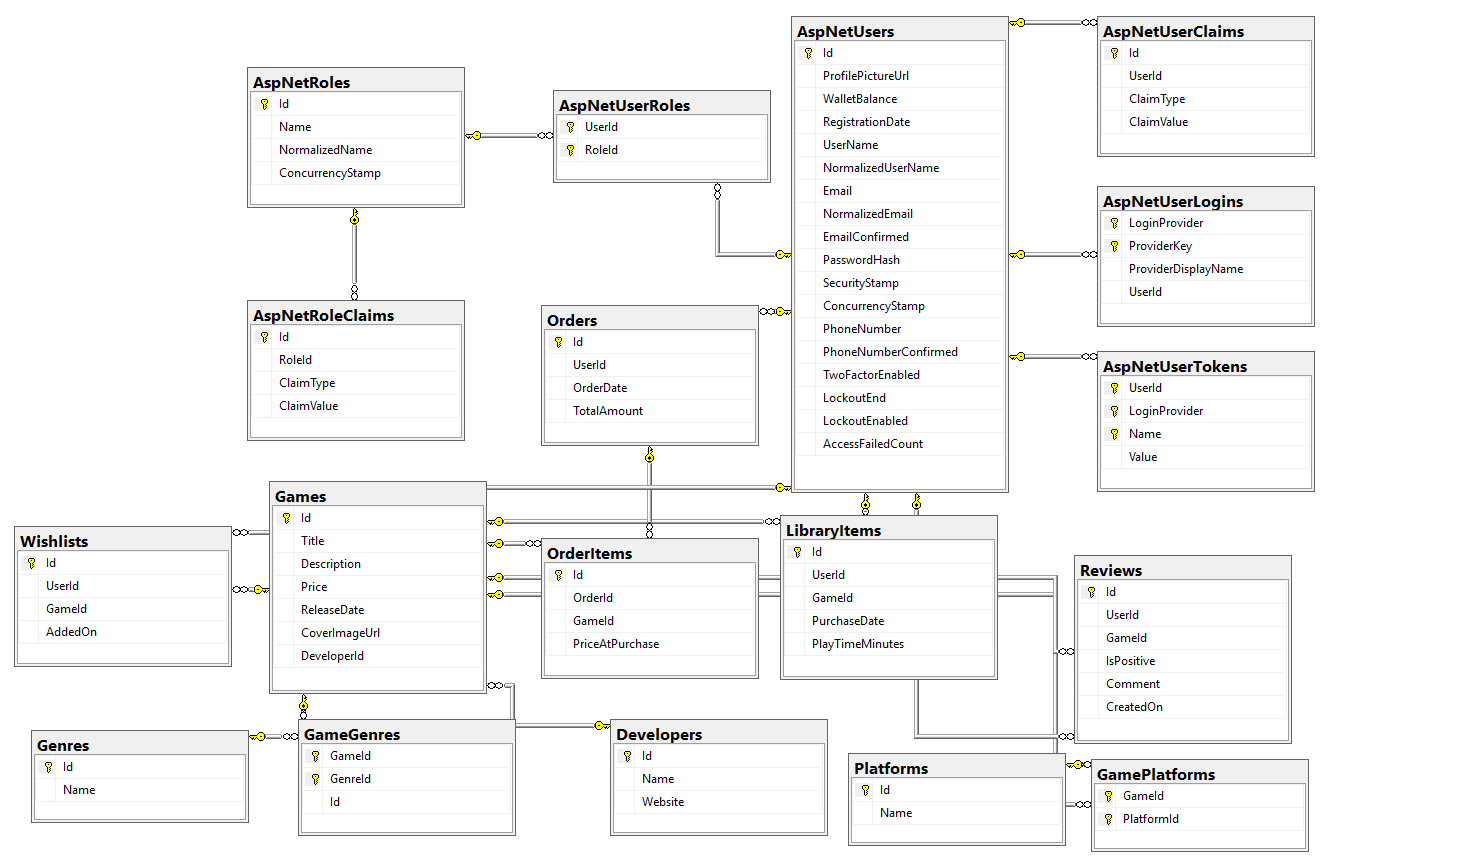 AspNetUsers
Id
ProfilePictureUrl
WalletBalance
RegistrationDate
UserName
NormalizedUserName
Email
NormalizedEmail
EmailConfirmed
PasswordHash
SecurityStamp
ConcurrencyStamp
PhoneNumber
PhoneNumberConfirmed
TwoFactorEnabled
LockoutEnd
LockoutEnabled
AccessFailedCount
AspNetUserClaims
Id
UserId
ClaimType
ClaimValue
AspNetRoles
Id
Name
NormalizedName
ConcurrencyStamp
AspNetUserRoles
UserId
RoleId
AspNetUserLogins
LoginProvider
ProviderKey
ProviderDisplayName
UserId
AspNetRoleClaims
Id
RoleId
ClaimType
ClaimValue
Orders
Id
UserId
OrderDate
TotalAmount
AspNetUserTokens
UserId
LoginProvider
Name
Value
Games
Id
Title
Description
Price
ReleaseDate
CoverImageUrl
DeveloperId
Wishlists
Id
UserId
GameId
AddedOn
OrderItems
Id
OrderId
GameId
PriceAtPurchase
LibraryItems
Id
UserId
GameId
PurchaseDate
PlayTimeMinutes
Reviews
Id
UserId
GameId
IsPositive
Comment
CreatedOn
Genres
Id
Name
GameGenres
GameId
GenreId
Id
Developers
Id
Name
Website
Platforms
Id
Name
GamePlatforms
GameId
PlatformId